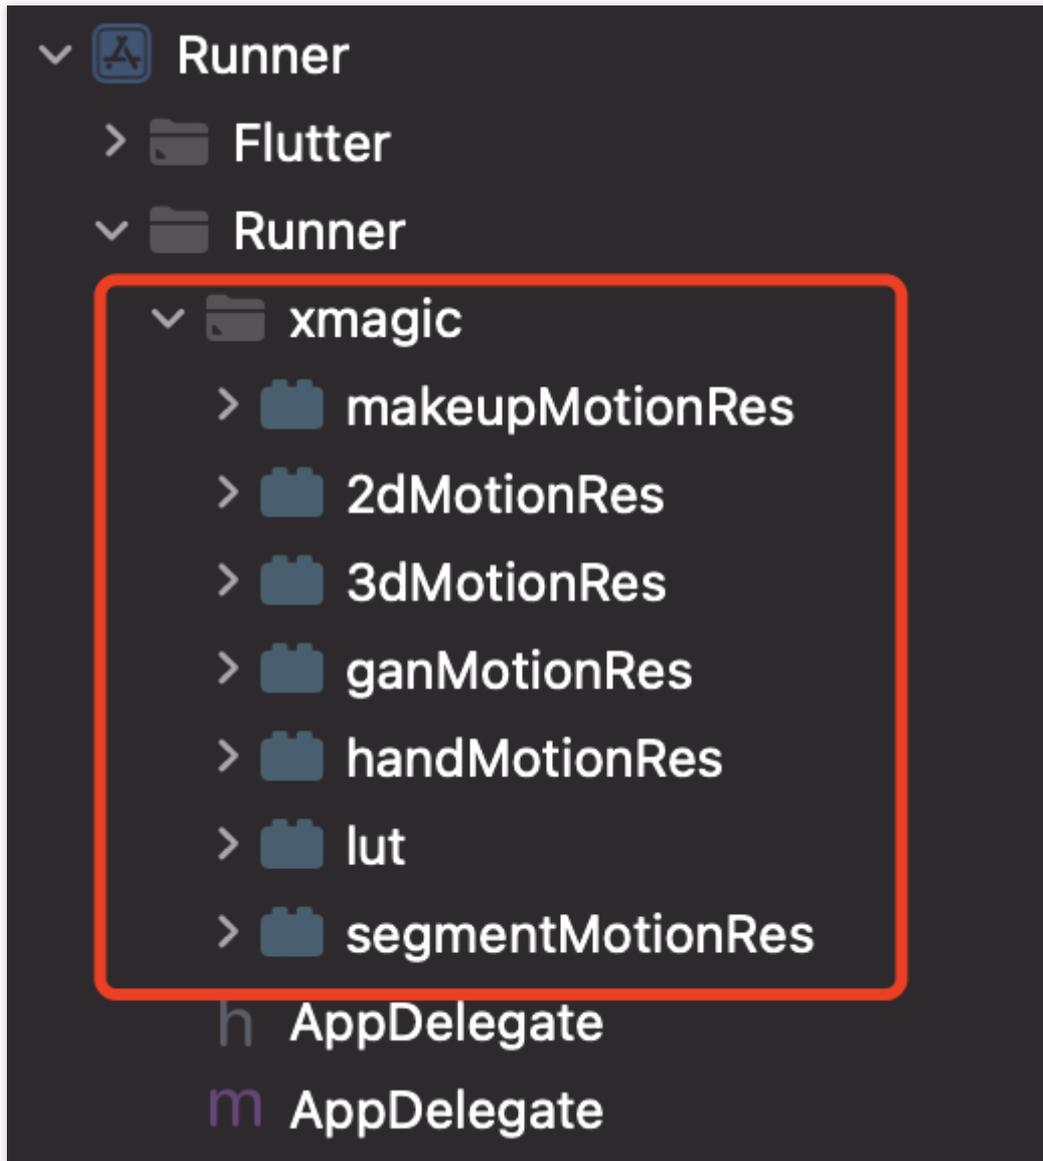 Runner
Flutter
Runner
xmagic
makeupMotionRes
2dMotionRes
3dMotionRes
ganMotionRes
handMotionRes
lut
segmentMotionRes
h AppDelegate
m AppDelegate